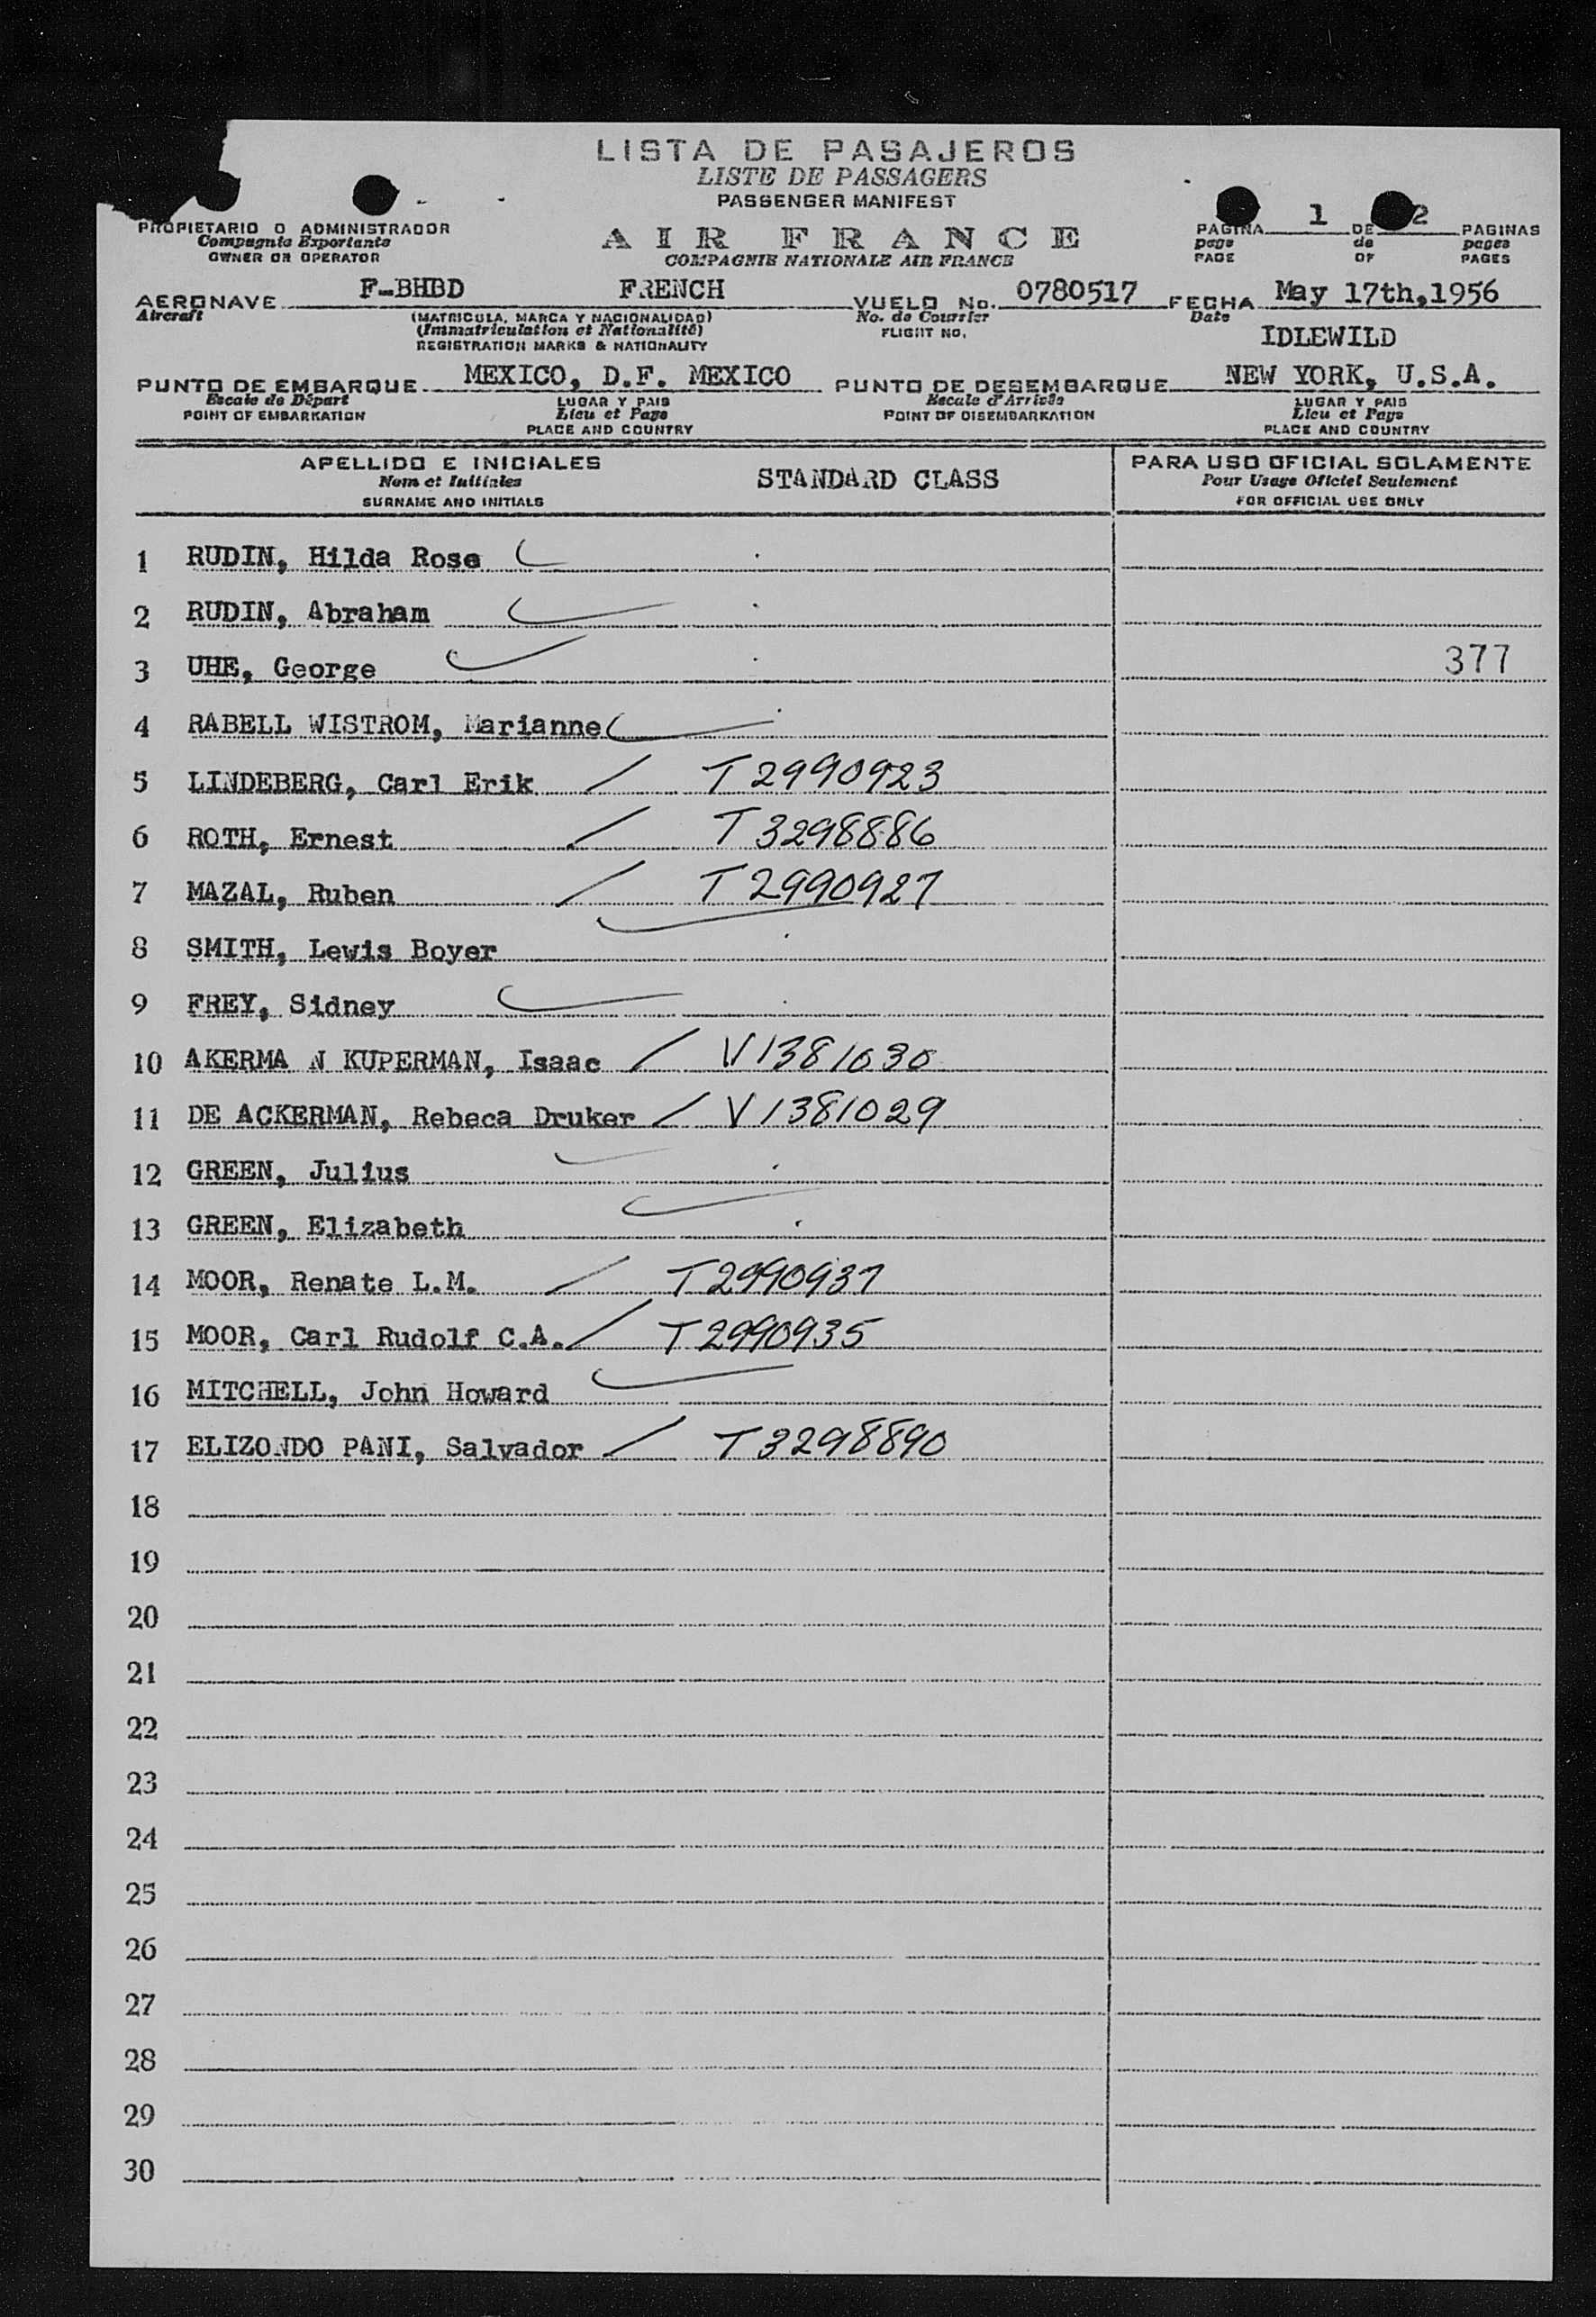 LISTA DE PASAJEROS
LISTE DE PASSAGERS
PASSENGER MANIFEST
PROPIETARIO O ADMINISTRADOR
Compagnie Exportante
OWNER OR OPERATOR
AIR FRANCE
COMPAGNIE NATIONALE AIR FRANCE
PAGINA 1 DE 2 PAGINAS
page de pages
PAGE OF PAGES
AERONAVE F-BHBD FRENCH VUELO No. 0780517 FECHA May 17th,1956
Aircraft (MATRICULA, MARCA Y NACIONALIDAD) No. de Courrier Date
(Immatriculation et Nationalité) FLIGHT NO.
REGISTRATION MARKS & NATIONALITY
IDLEWILD
PUNTO DE EMBARQUE MEXICO, D.F. MEXICO PUNTO DE DESEMBARQUE NEW YORK, U.S.A.
Escale de Départ LUGAR Y PAIS Escale d'Arrivée LUGAR Y PAIS
POINT OF EMBARKATION Lieu et Pays POINT OF DISEMBARKATION Lieu et Pays
PLACE AND COUNTRY PLACE AND COUNTRY
APELLIDO E INICIALES STANDARD CLASS PARA USO OFICIAL SOLAMENTE
Nom et Initiales Pour Usage Officiel Seulement
SURNAME AND INITIALS FOR OFFICIAL USE ONLY
1 RUDIN, Hilda Rose
2 RUDIN, Abraham
3 UHE, George 377
4 RABELL WISTROM, Marianne
5 LINDEBERG, Carl Erik / T2990923
6 ROTH, Ernest / T3298886
7 MAZAL, Ruben / T2990927
8 SMITH, Lewis Boyer
9 FREY, Sidney
10 AKERMA N KUPERMAN, Isaac / V1381030
11 DE ACKERMAN, Rebeca Druker / V1381029
12 GREEN, Julius
13 GREEN, Elizabeth
14 MOOR, Renate L.M. / T2990937
15 MOOR, Carl Rudolf C.A. / T2990935
16 MITCHELL, John Howard
17 ELIZONDO PANI, Salvador / T3298890
18
19
20
21
22
23
24
25
26
27
28
29
30